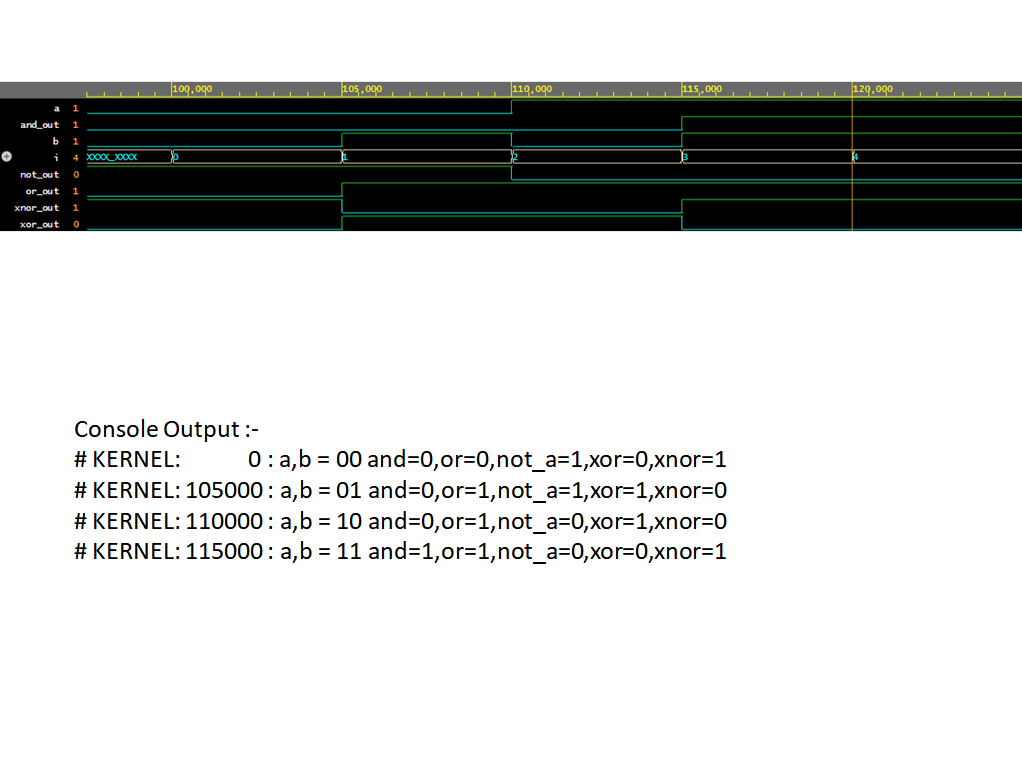 100,000 105,000 110,000 115,000 120,000
a 1
and_out 1
b 1
i 4 XXXX_XXXX 0 1 2 3 4
not_out 0
or_out 1
xnor_out 1
xor_out 0
Console Output :-
# KERNEL: 0 : a,b = 00 and=0,or=0,not_a=1,xor=0,xnor=1
# KERNEL: 105000 : a,b = 01 and=0,or=1,not_a=1,xor=1,xnor=0
# KERNEL: 110000 : a,b = 10 and=0,or=1,not_a=0,xor=1,xnor=0
# KERNEL: 115000 : a,b = 11 and=1,or=1,not_a=0,xor=0,xnor=1